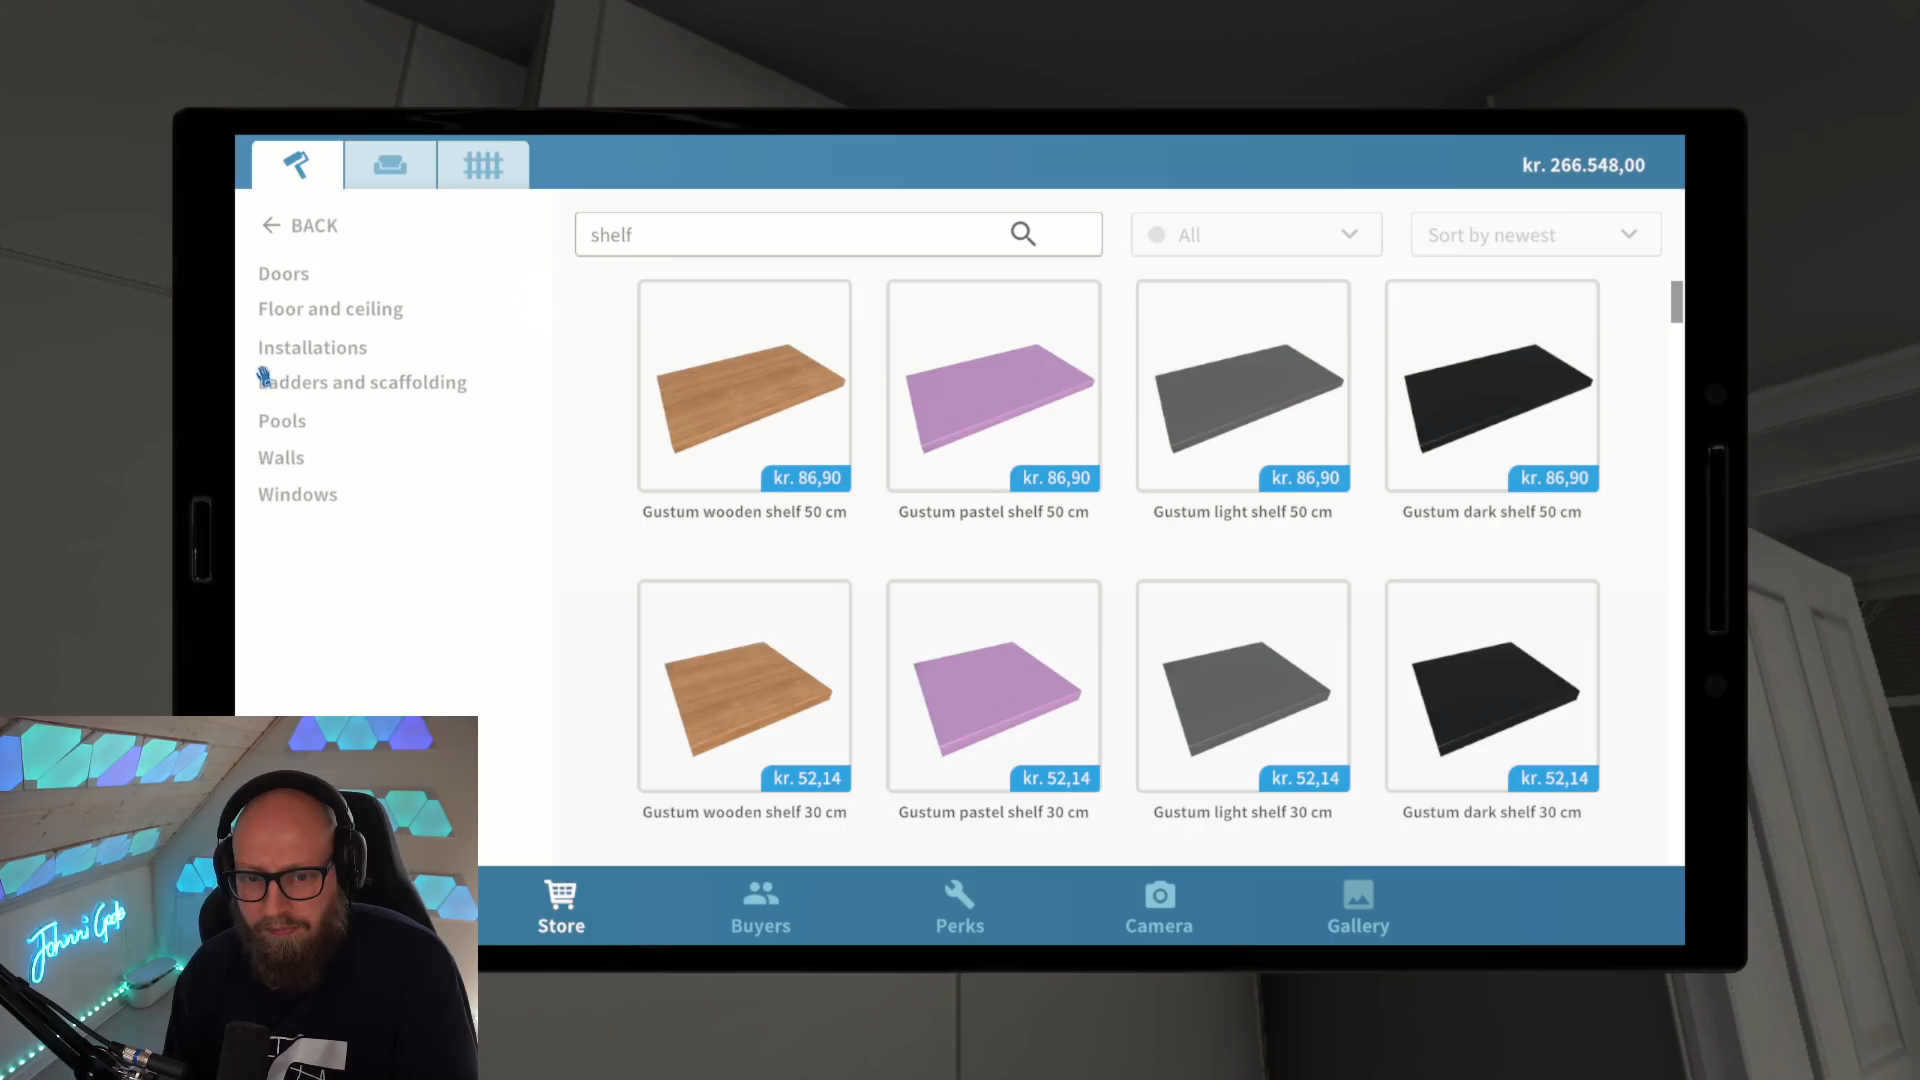 kr. 266.548,00
BACK
shelf
All
Sort by newest
Doors
Floor and ceiling
Installations
Ladders and scaffolding
Pools
Walls
Windows
kr. 86,90
kr. 86,90
kr. 86,90
kr. 86,90
Gustum wooden shelf 50 cm
Gustum pastel shelf 50 cm
Gustum light shelf 50 cm
Gustum dark shelf 50 cm
kr. 52,14
kr. 52,14
kr. 52,14
kr. 52,14
Gustum wooden shelf 30 cm
Gustum pastel shelf 30 cm
Gustum light shelf 30 cm
Gustum dark shelf 30 cm
Store
Buyers
Perks
Camera
Gallery
Johnni Gade